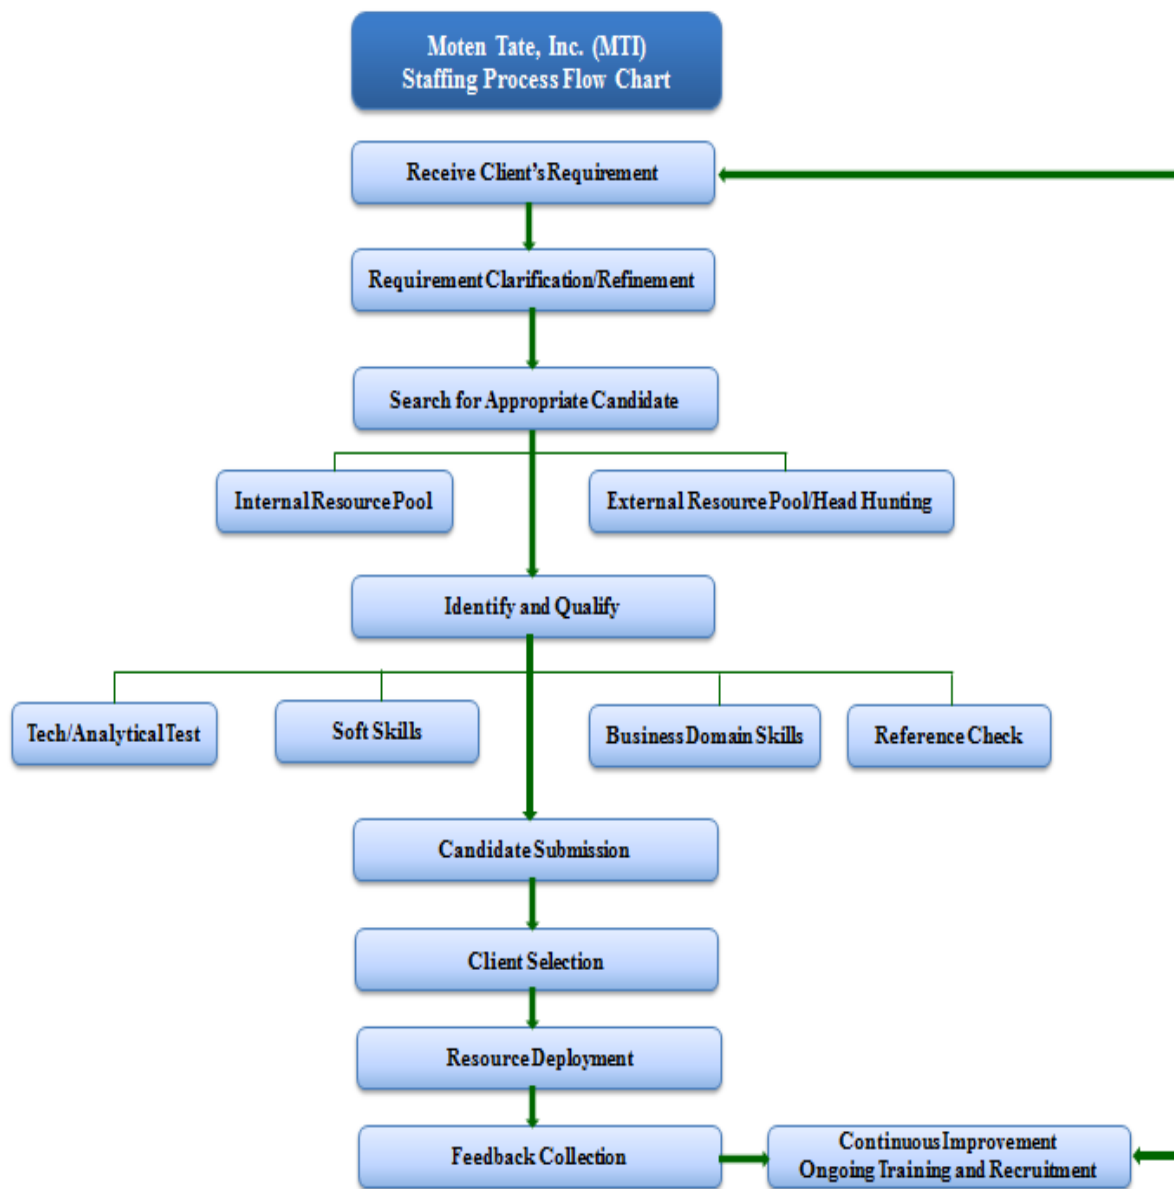 Moten Tate, Inc. (MTI)
Staffing Process Flow Chart
Receive Client's Requirement
Requirement Clarification/Refinement
Search for Appropriate Candidate
Internal Resource Pool
External Resource Pool/Head Hunting
Identify and Qualify
Tech/Analytical Test
Soft Skills
Business Domain Skills
Reference Check
Candidate Submission
Client Selection
Resource Deployment
Feedback Collection
Continuous Improvement
Ongoing Training and Recruitment